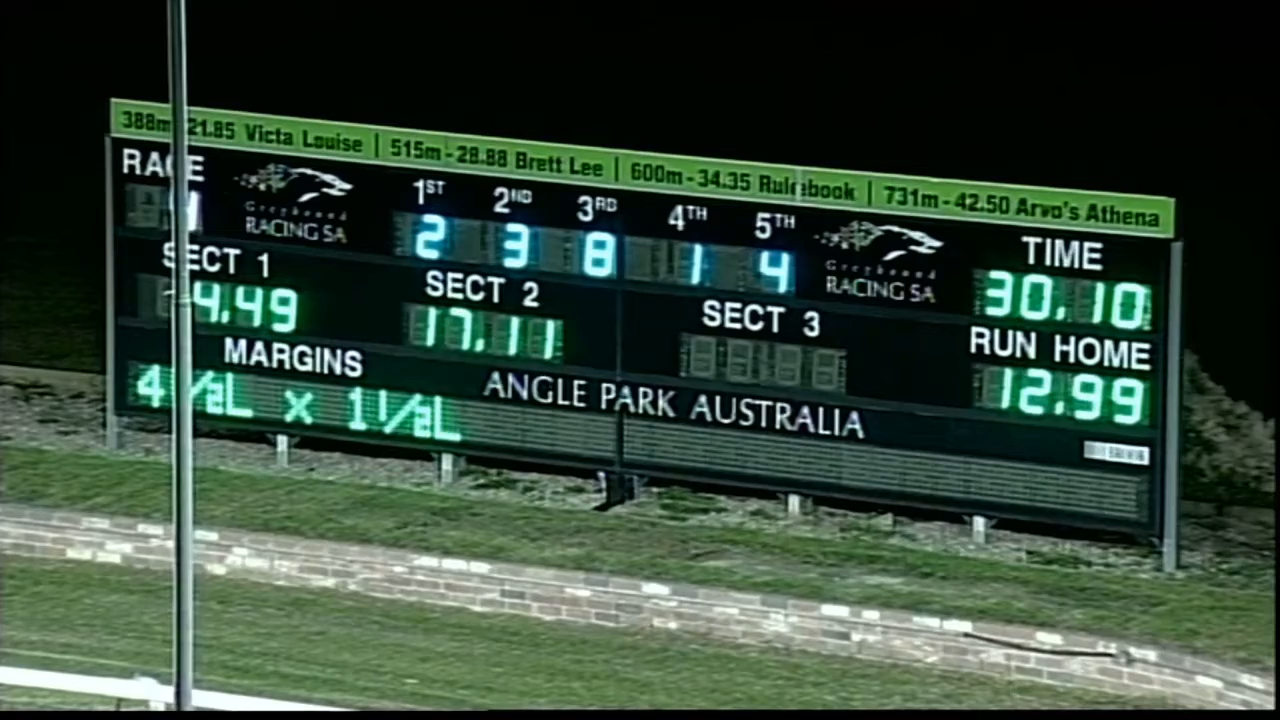 388m 21.85 Victa Louise | 515m-28.88 Brett Lee | 600m-34.35 Rulebook | 731m-42.50 Arvo's Athena
RACE 1ST 2ND 3RD 4TH 5TH TIME
Greyhound RACING SA 2 3 8 1 4 Greyhound RACING SA 30.10
SECT 1 SECT 2 SECT 3 RUN HOME
4.49 17.11 12.99
MARGINS ANGLE PARK AUSTRALIA
4 1/2L x 1 1/2L